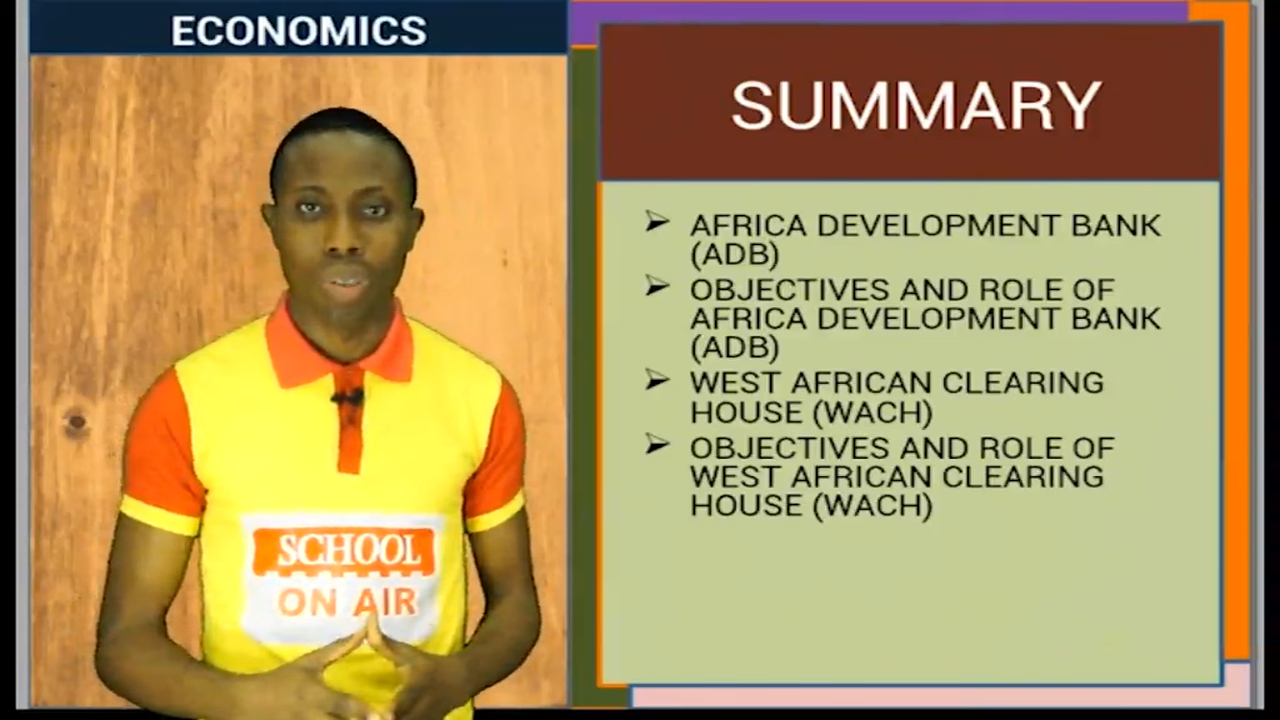 ECONOMICS
SUMMARY
AFRICA DEVELOPMENT BANK
(ADB)
OBJECTIVES AND ROLE OF
AFRICA DEVELOPMENT BANK
(ADB)
WEST AFRICAN CLEARING
HOUSE (WACH)
OBJECTIVES AND ROLE OF
WEST AFRICAN CLEARING
HOUSE (WACH)
SCHOOL
ON AIR